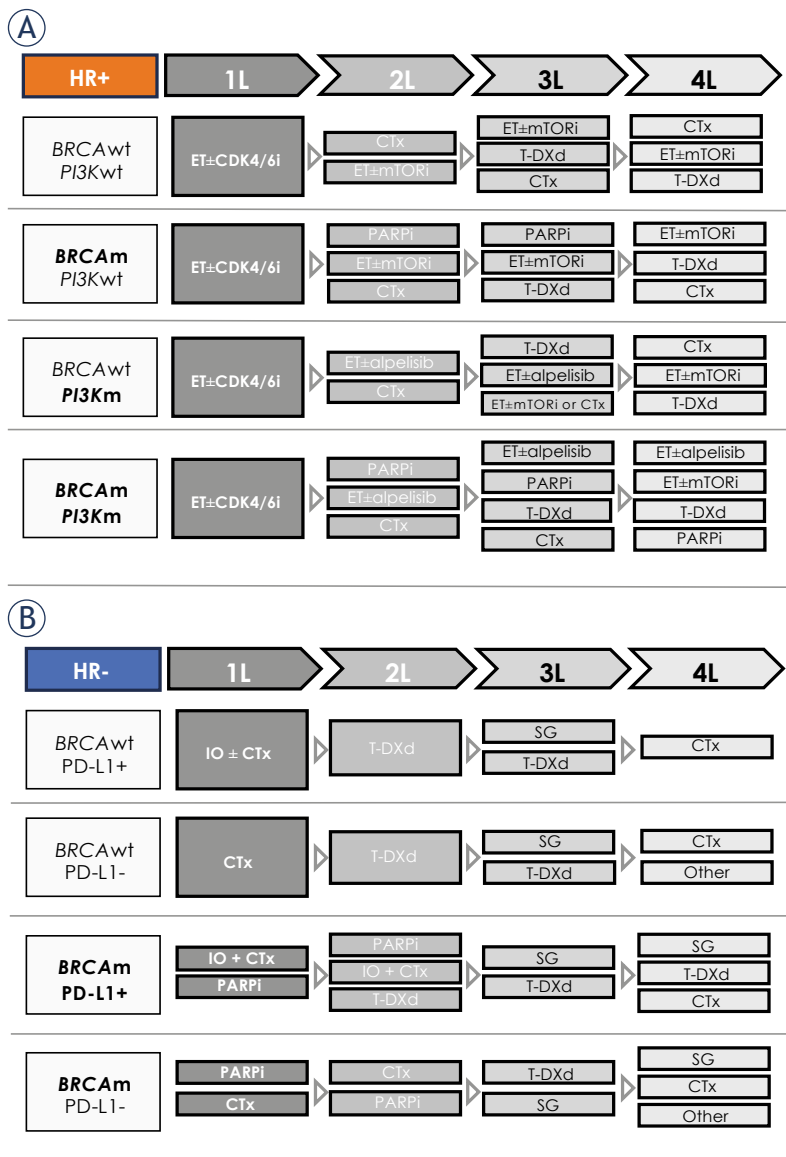 A
HR+
1L
2L
3L
4L
BRCAwt
PI3Kwt
ET±CDK4/6i
CTx
ET±mTORi
ET±mTORi
T-DXd
CTx
CTx
ET±mTORi
T-DXd
BRCAm
PI3Kwt
ET±CDK4/6i
PARPi
ET±mTORi
CTx
PARPi
ET±mTORi
T-DXd
ET±mTORi
T-DXd
CTx
BRCAwt
PI3Km
ET±CDK4/6i
ET±alpelisib
CTx
T-DXd
ET±alpelisib
ET±mTORi or CTx
CTx
ET±mTORi
T-DXd
BRCAm
PI3Km
ET±CDK4/6i
PARPi
ET±alpelisib
CTx
ET±alpelisib
PARPi
T-DXd
CTx
ET±alpelisib
ET±mTORi
T-DXd
PARPi
B
HR-
1L
2L
3L
4L
BRCAwt
PD-L1+
IO ± CTx
T-DXd
SG
T-DXd
CTx
BRCAwt
PD-L1-
CTx
T-DXd
SG
T-DXd
CTx
Other
BRCAm
PD-L1+
IO + CTx
PARPi
PARPi
IO + CTx
T-DXd
SG
T-DXd
SG
T-DXd
CTx
BRCAm
PD-L1-
PARPi
CTx
CTx
PARPi
T-DXd
SG
SG
CTx
Other